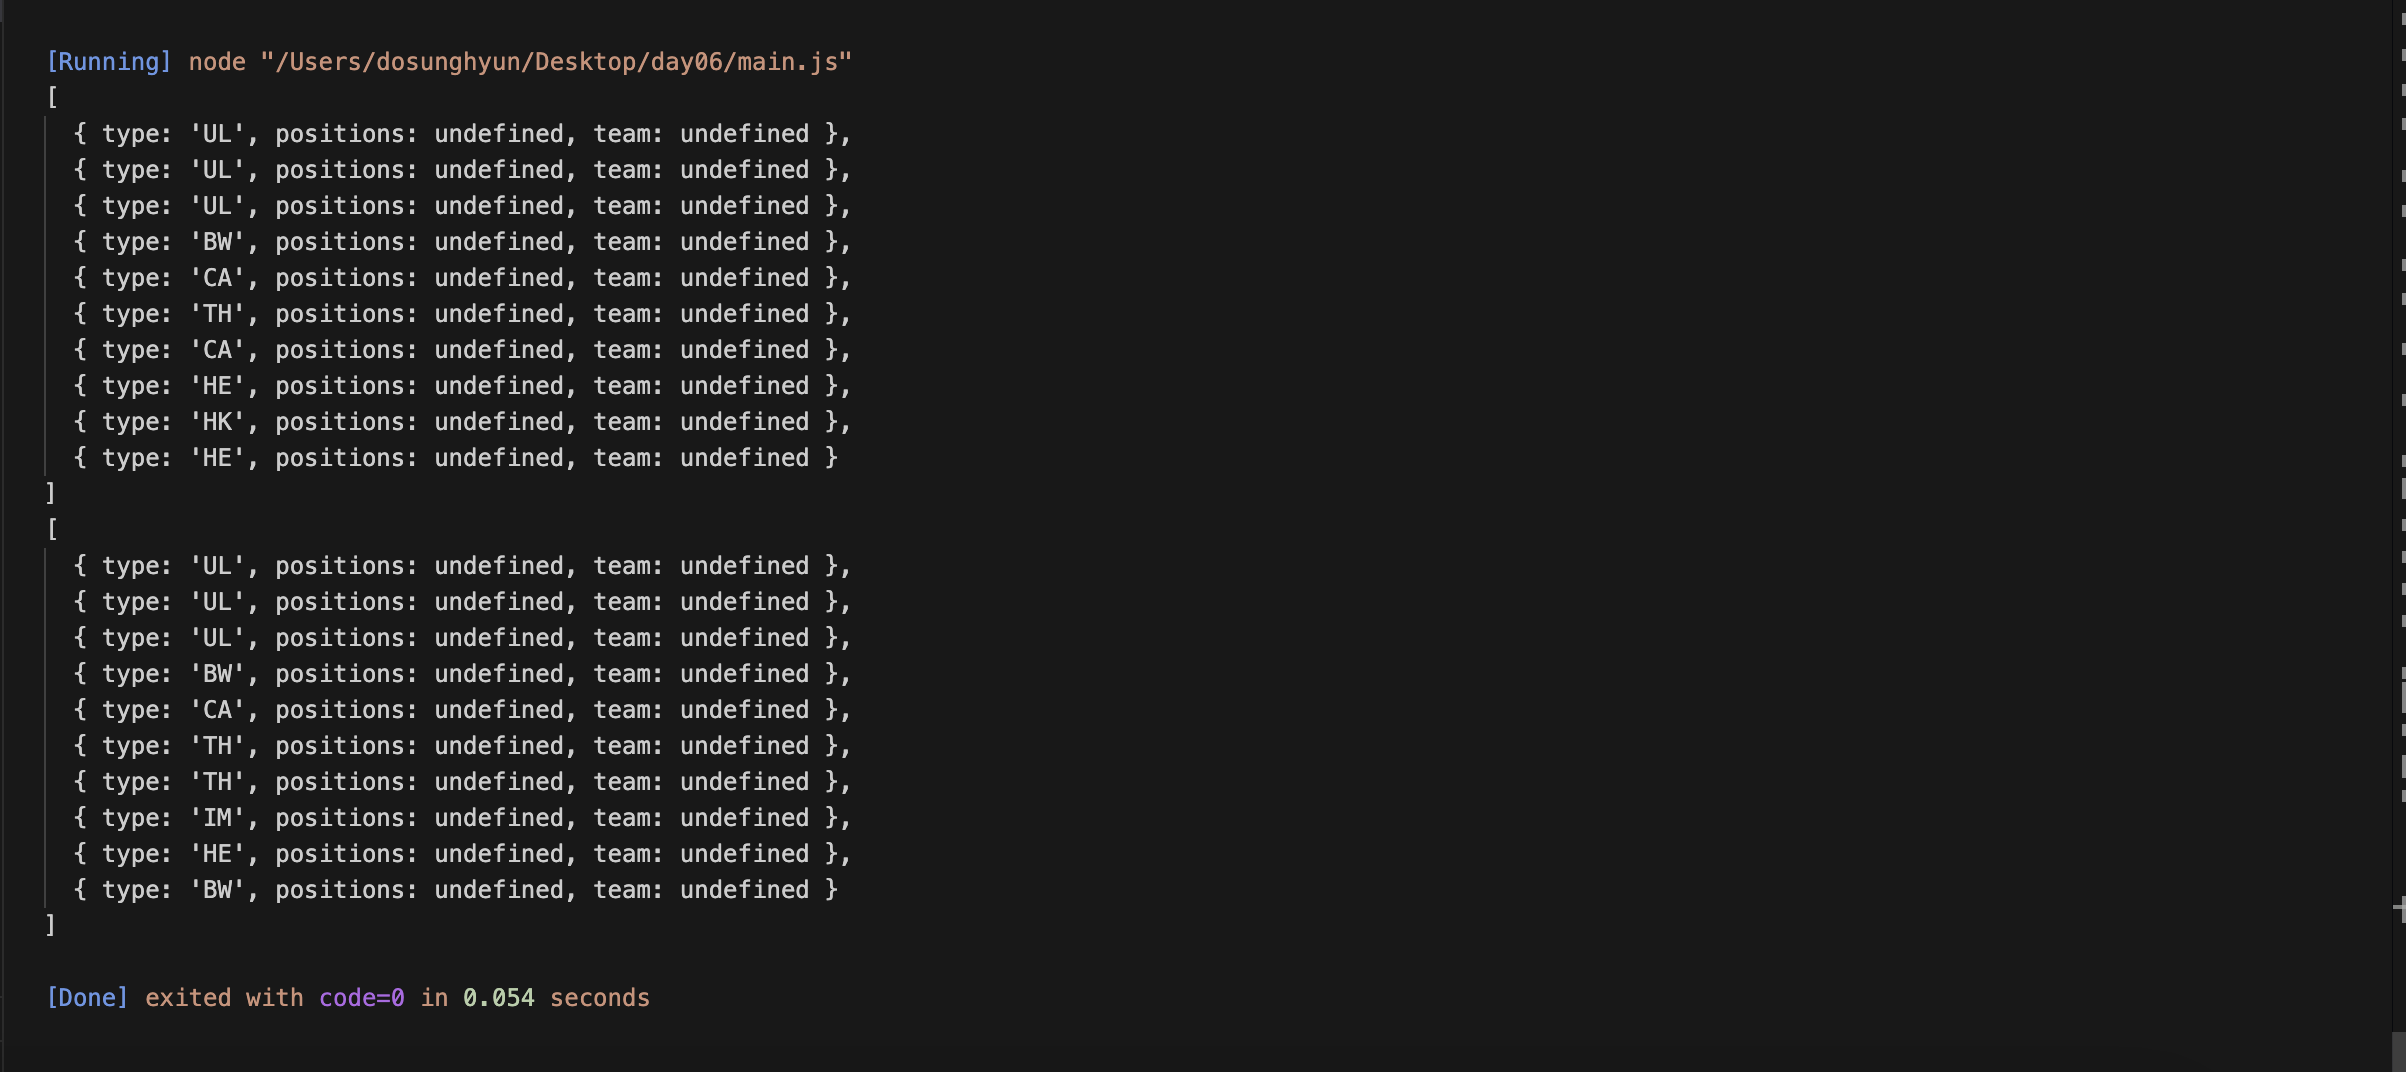 [Running] node "/Users/dosunghyun/Desktop/day06/main.js"
[
  { type: 'UL', positions: undefined, team: undefined },
  { type: 'UL', positions: undefined, team: undefined },
  { type: 'UL', positions: undefined, team: undefined },
  { type: 'BW', positions: undefined, team: undefined },
  { type: 'CA', positions: undefined, team: undefined },
  { type: 'TH', positions: undefined, team: undefined },
  { type: 'CA', positions: undefined, team: undefined },
  { type: 'HE', positions: undefined, team: undefined },
  { type: 'HK', positions: undefined, team: undefined },
  { type: 'HE', positions: undefined, team: undefined }
]
[
  { type: 'UL', positions: undefined, team: undefined },
  { type: 'UL', positions: undefined, team: undefined },
  { type: 'UL', positions: undefined, team: undefined },
  { type: 'BW', positions: undefined, team: undefined },
  { type: 'CA', positions: undefined, team: undefined },
  { type: 'TH', positions: undefined, team: undefined },
  { type: 'TH', positions: undefined, team: undefined },
  { type: 'IM', positions: undefined, team: undefined },
  { type: 'HE', positions: undefined, team: undefined },
  { type: 'BW', positions: undefined, team: undefined }
]
[Done] exited with code=0 in 0.054 seconds